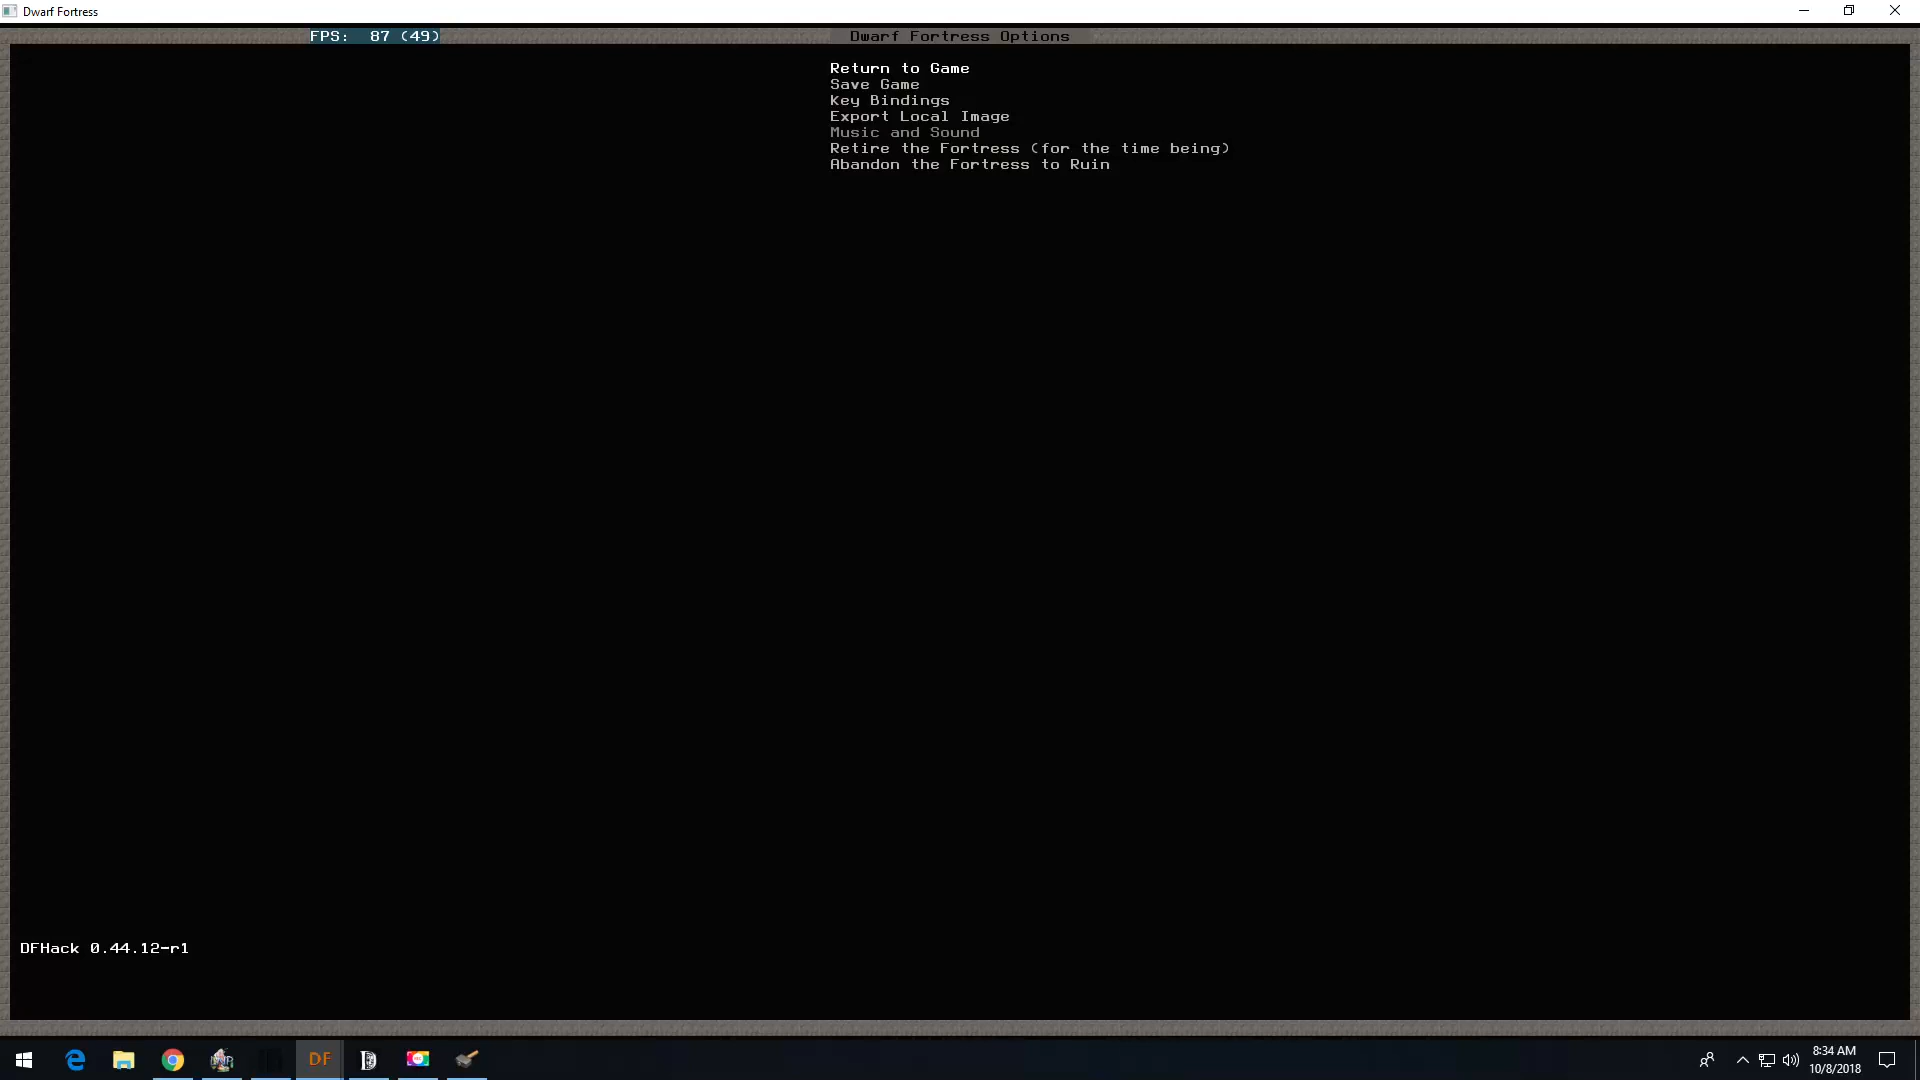 Dwarf Fortress
FPS:  87 (49)
Dwarf Fortress Options
Return to Game
Save Game
Key Bindings
Export Local Image
Music and Sound
Retire the Fortress (for the time being)
Abandon the Fortress to Ruin
DFHack 0.44.12-r1
DF
8:34 AM
10/8/2018